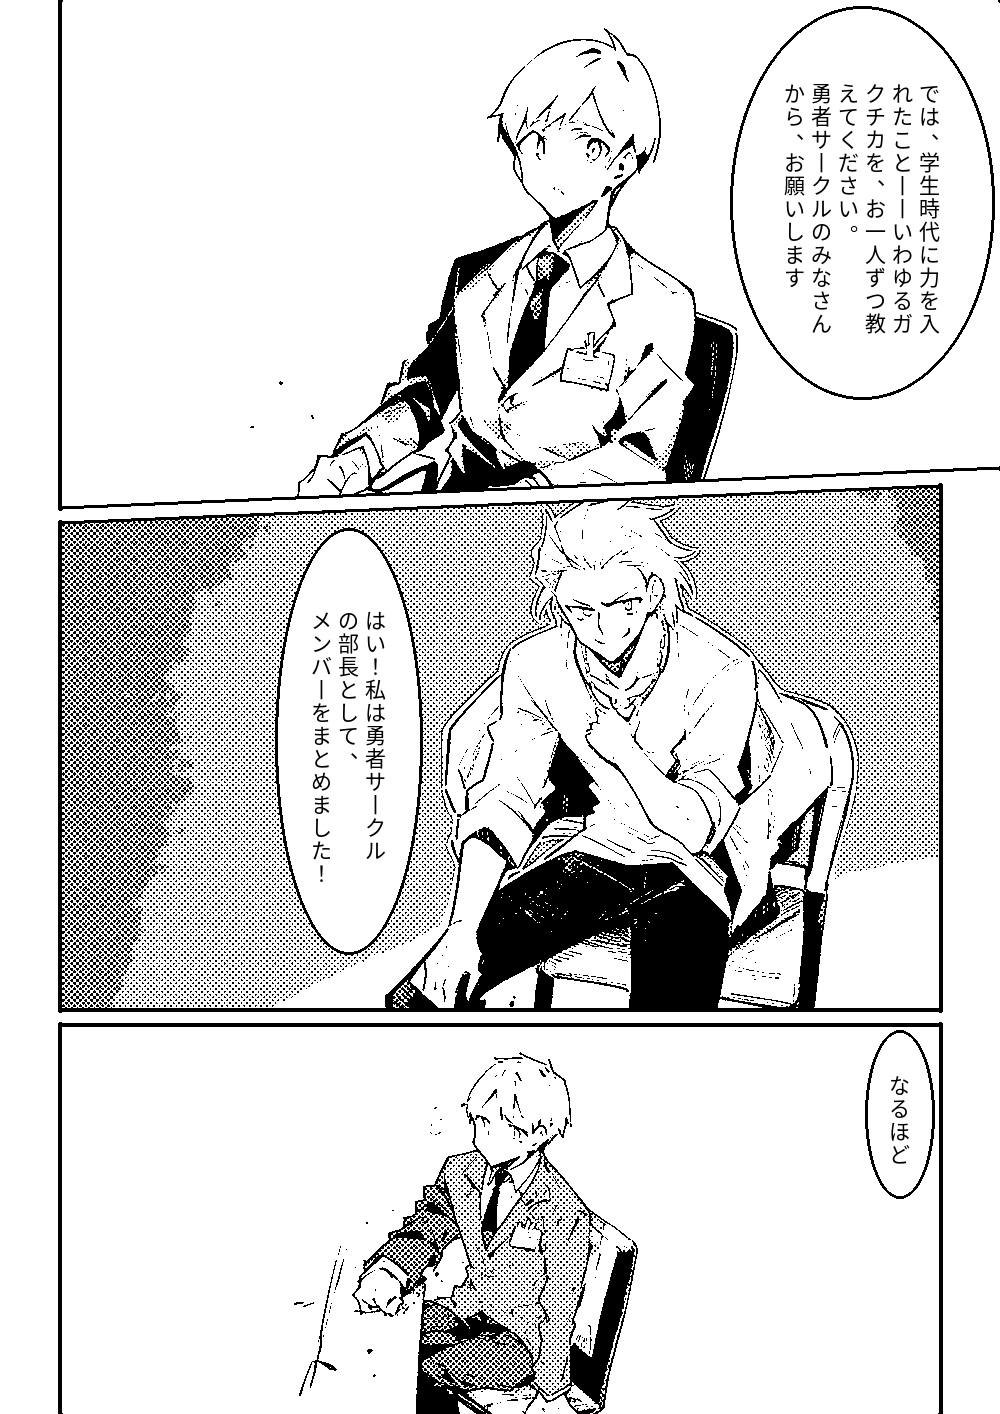 では、学生時代に力を入
れたことーーいわゆるガ
クチカを、お一人ずつ教
えてください。
勇者サークルのみなさん
から、お願いします
はい！私は勇者サークル
の部長として、
メンバーをまとめました！
なるほど